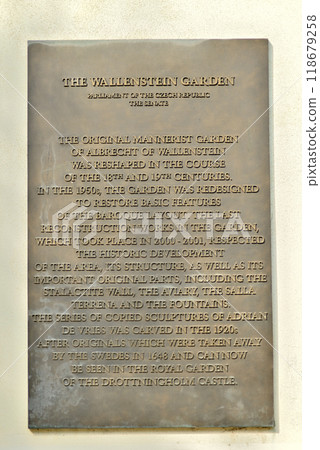 THE WALLENSTEIN GARDEN
PARLIAMENT OF THE CZECH REPUBLIC
THE SENATE
THE ORIGINAL MANNERIST GARDEN
OF ALBRECHT OF WALLENSTEIN
WAS RESHAPED IN THE COURSE
OF THE 18TH AND 19TH CENTURIES.
IN THE 1950s, THE GARDEN WAS REDESIGNED
TO RESTORE BASIC FEATURES
OF THE BAROQUE LAYOUT. THE LAST
RECONSTRUCTION WORKS IN THE GARDEN,
WHICH TOOK PLACE IN 2000 - 2001, RESPECTED
THE HISTORIC DEVELOPMENT
OF THE AREA, ITS STRUCTURE, AS WELL AS ITS
IMPORTANT ORIGINAL PARTS, INCLUDING THE
STALACTITE WALL, THE AVIARY, THE SALLA
TERRENA, AND THE FOUNTAINS.
THE SERIES OF COPIED SCULPTURES OF ADRIAN
DE VRIES WAS CARVED IN THE 1920s
AFTER ORIGINALS WHICH WERE TAKEN AWAY
BY THE SWEDES IN 1648 AND CAN NOW
BE SEEN IN THE ROYAL GARDEN
OF THE DROTTNINGHOLM CASTLE.
118679258